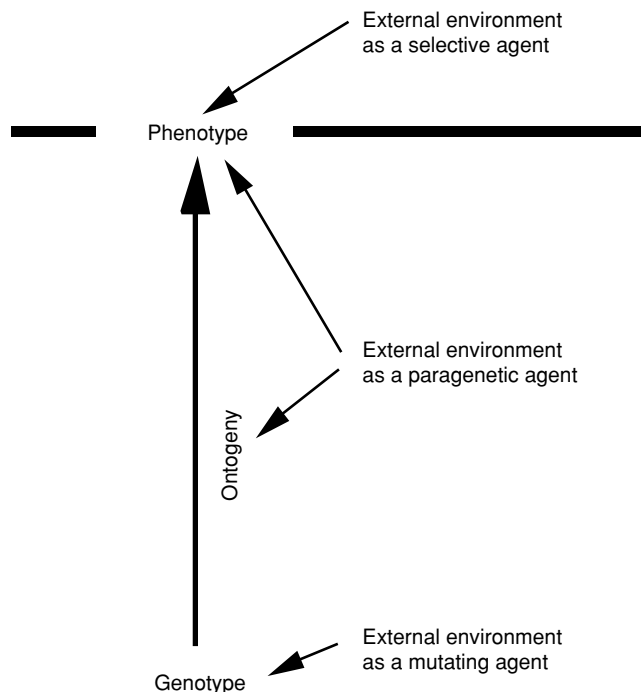 External environment
as a selective agent
Phenotype
External environment
as a paragenetic agent
Ontogeny
External environment
as a mutating agent
Genotype